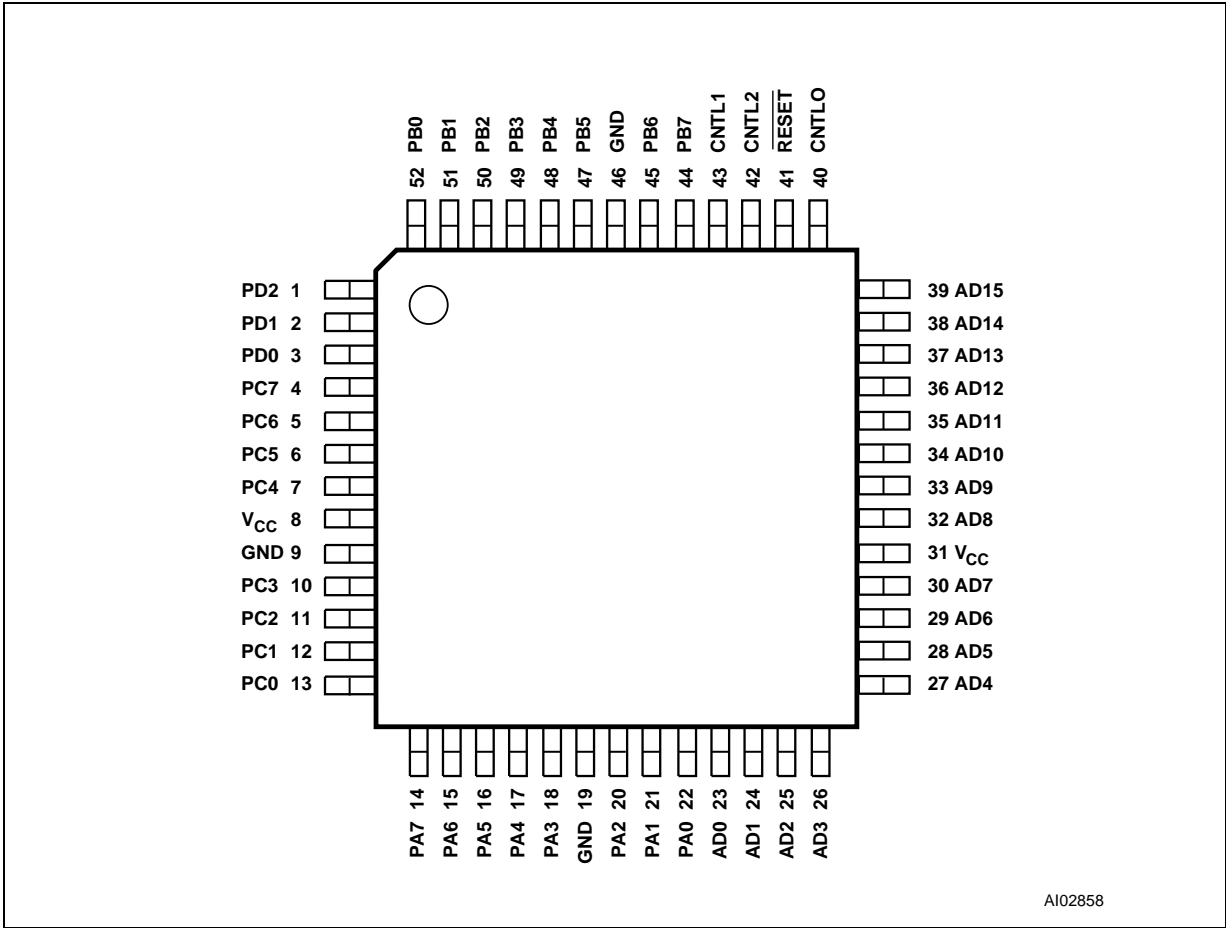 52 PB0
51 PB1
50 PB2
49 PB3
48 PB4
47 PB5
46 GND
45 PB6
44 PB7
43 CNTL1
42 CNTL2
41 RESET
40 CNTLO
PD2 1
PD1 2
PD0 3
PC7 4
PC6 5
PC5 6
PC4 7
VCC 8
GND 9
PC3 10
PC2 11
PC1 12
PC0 13
39 AD15
38 AD14
37 AD13
36 AD12
35 AD11
34 AD10
33 AD9
32 AD8
31 VCC
30 AD7
29 AD6
28 AD5
27 AD4
PA7 14
PA6 15
PA5 16
PA4 17
PA3 18
GND 19
PA2 20
PA1 21
PA0 22
AD0 23
AD1 24
AD2 25
AD3 26
AI02858